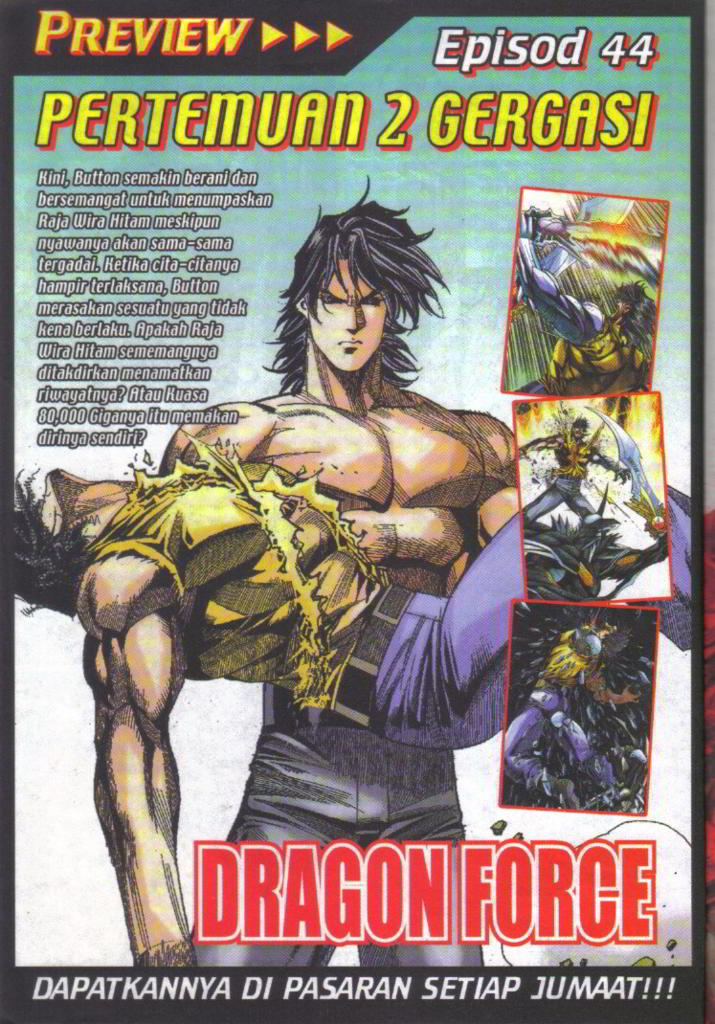 PREVIEW
Episod 44
PERTEMUAN 2 GERGASI
Kini, Button semakin berani dan
bersemangat untuk menumpaskan
Raja Wira Hitam meskipun
nyawanya akan sama-sama
tergadai. Ketika cita-citanya
hampir terlaksana, Button
merasakan sesuatu yang tidak
kena berlaku. Apakah Raja
Wira Hitam sememangnya
ditakdirkan menamatkan
riwayatnya? Atau Kuasa
80,000 Giganya itu memakan
dirinya sendiri?
DRAGON FORCE
DAPATKANNYA DI PASARAN SETIAP JUMAAT!!!